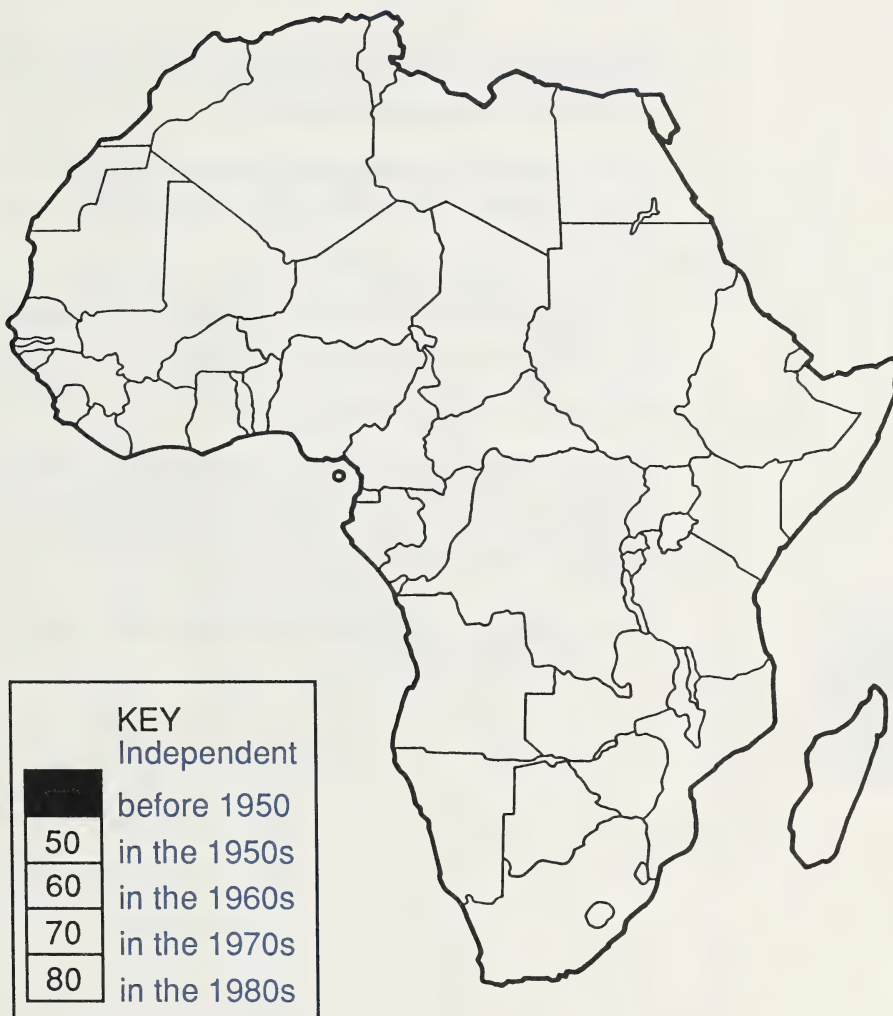 KEY
Independent
before 1950
50 in the 1950s
60 in the 1960s
70 in the 1970s
80 in the 1980s